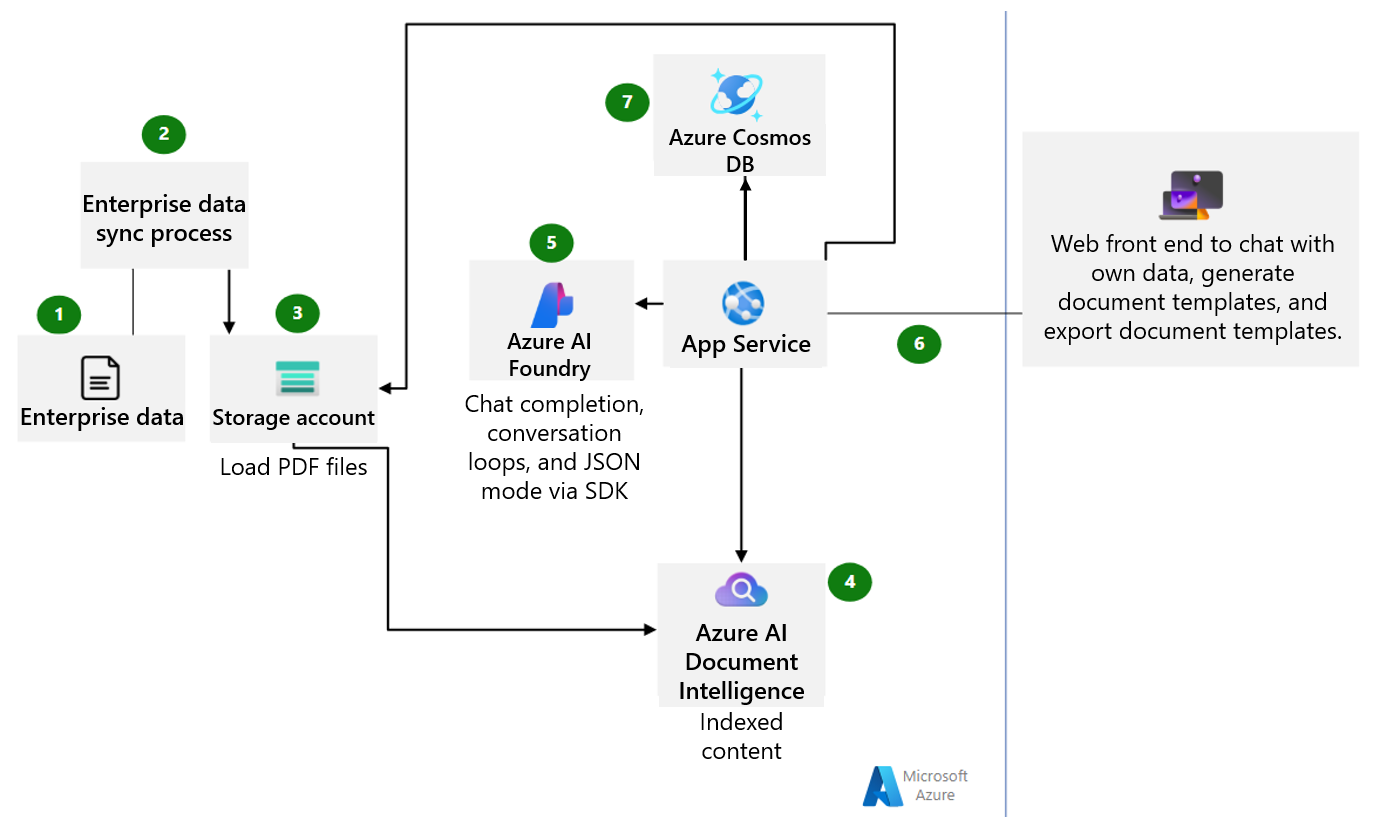 7
Azure Cosmos
DB
2
Enterprise data
sync process
1
Enterprise data
3
Storage account
Load PDF files
5
Azure AI
Foundry
Chat completion,
conversation
loops, and JSON
mode via SDK
App Service
6
Web front end to chat with
own data, generate
document templates, and
export document templates.
4
Azure AI
Document
Intelligence
Indexed
content
Microsoft
Azure